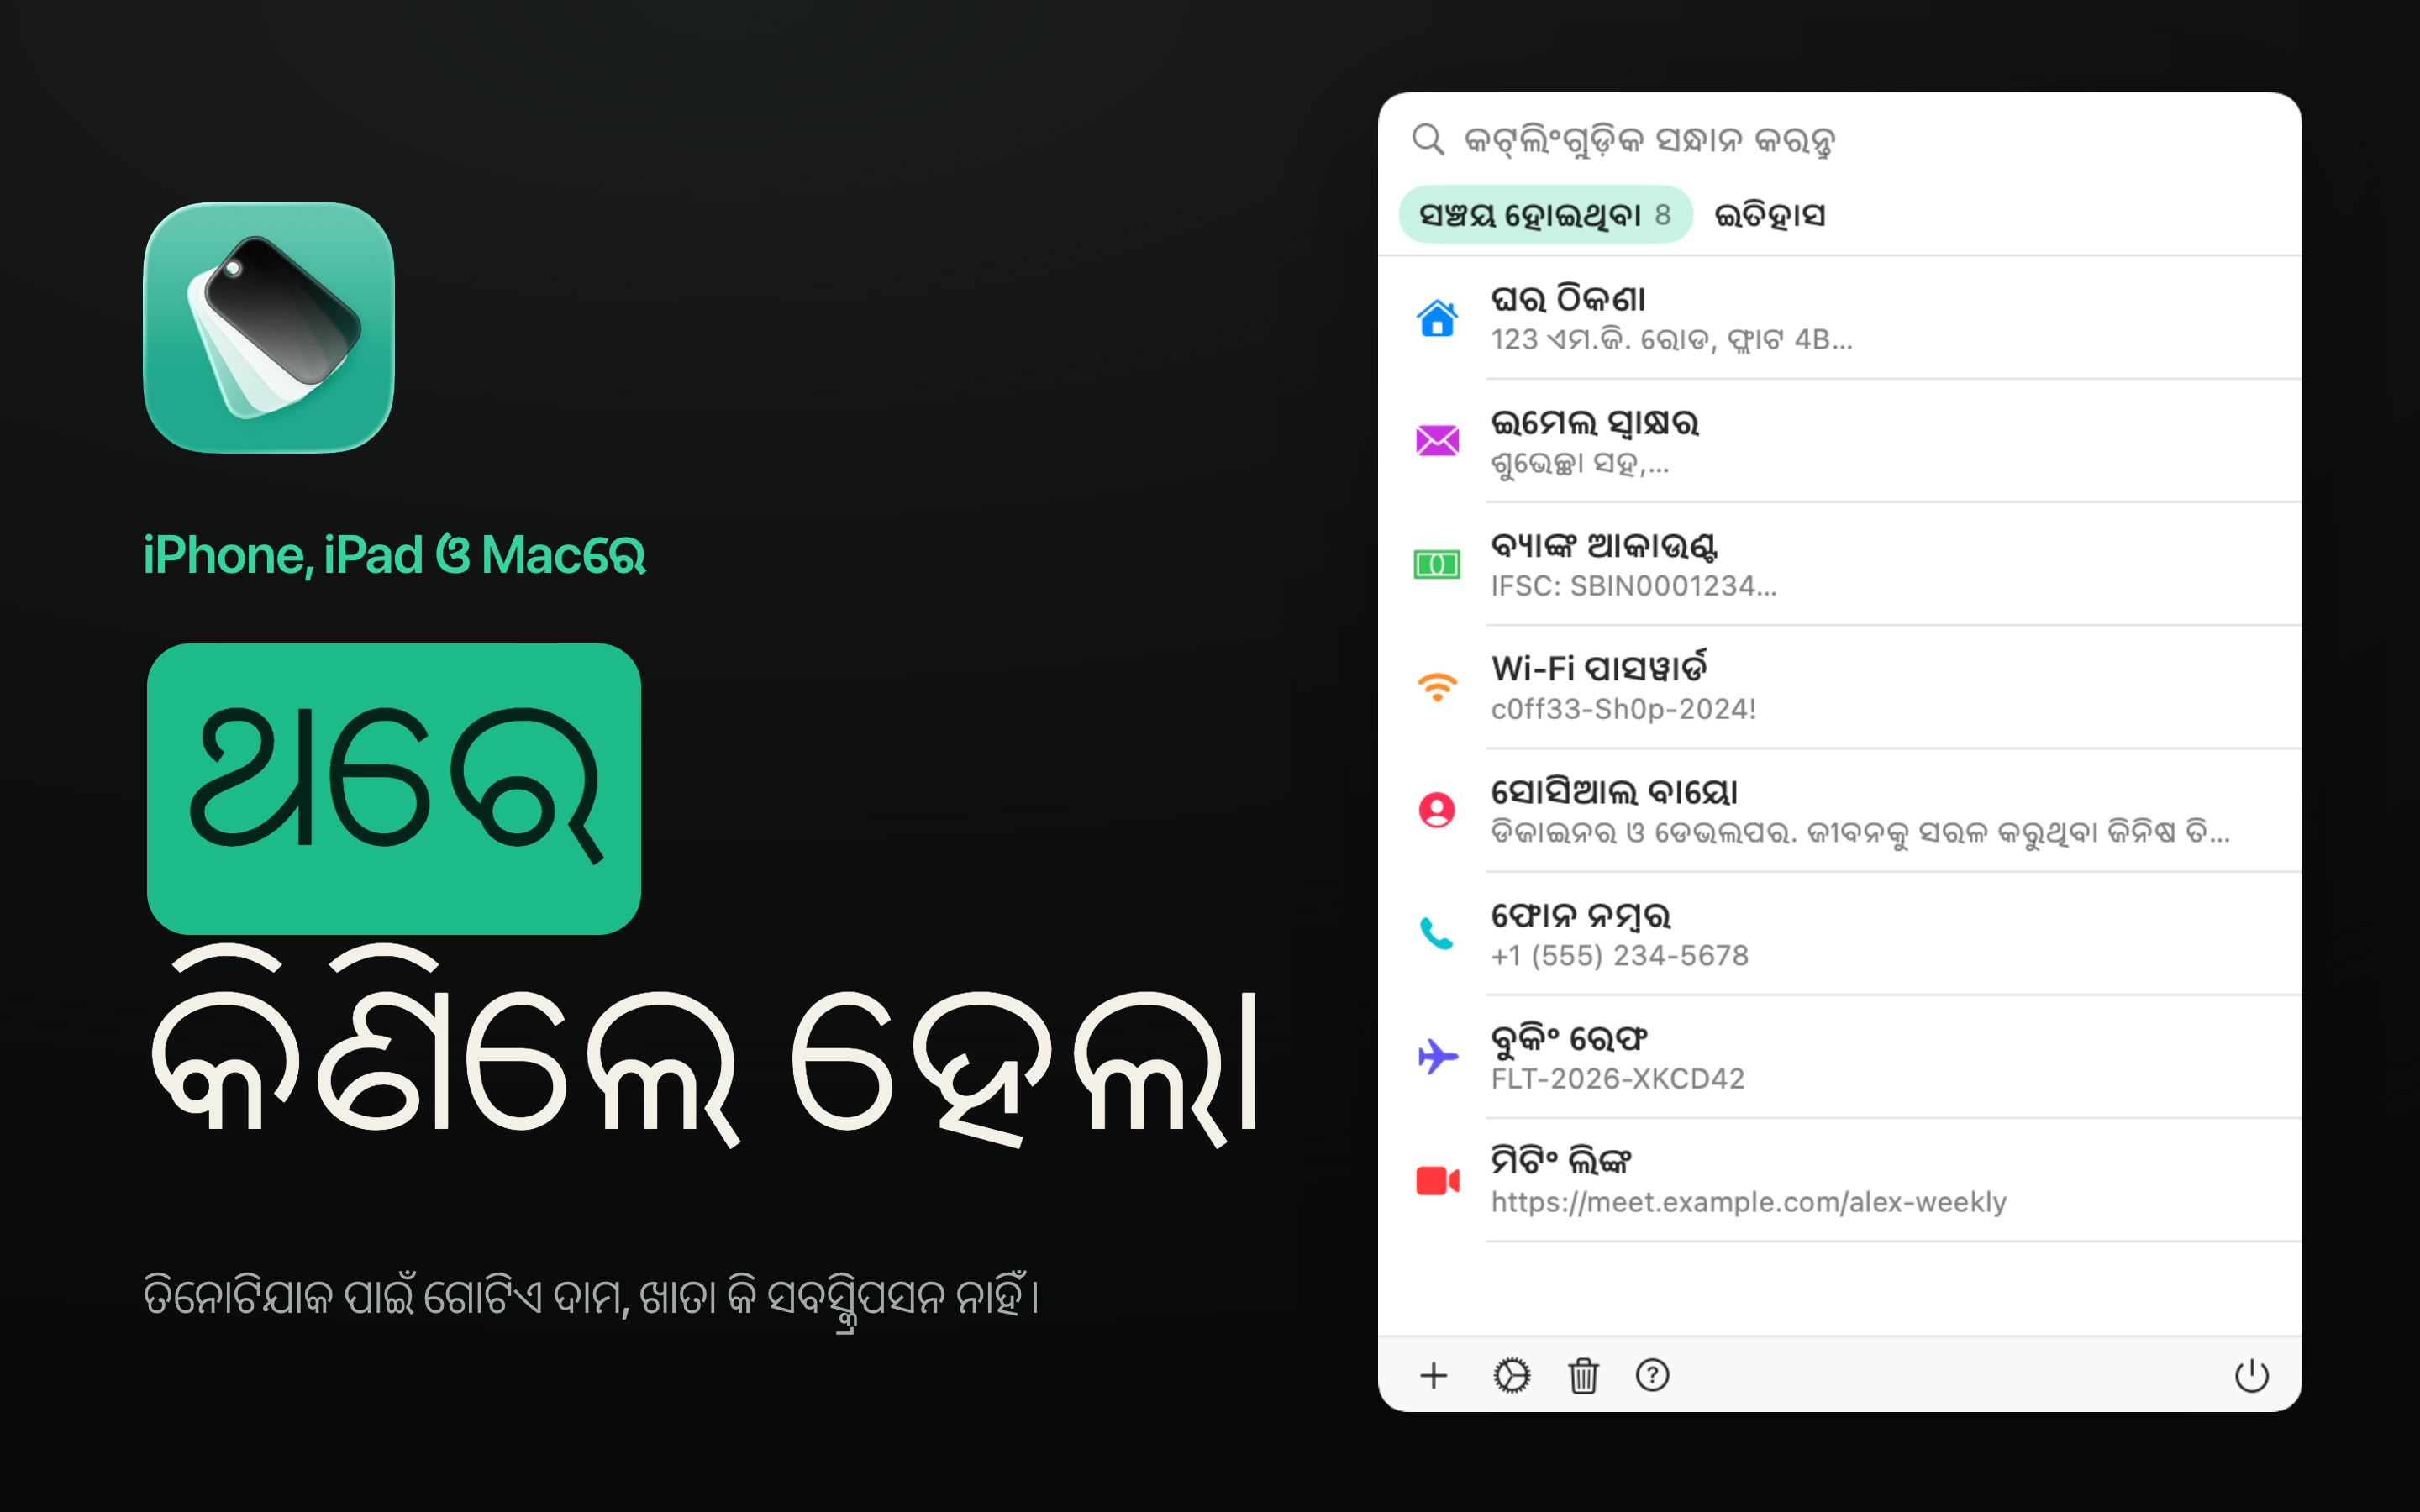 iPhone, iPad ଓ Macରେ
ଥରେ
କିଣିଲେ ହେଲା
ତିନୋଟିଯାକ ପାଇଁ ଗୋଟିଏ ଦାମ, ଖାତା କି ସବସ୍କ୍ରିପସନ ନାହିଁ।
କଟ୍‌ଲିଂଗୁଡ଼ିକ ସନ୍ଧାନ କରନ୍ତୁ
ସଞ୍ଚୟ ହୋଇଥିବା 8 ଇତିହାସ
ଘର ଠିକଣା
123 ଏମ.ଜି. ରୋଡ, ଫ୍ଲାଟ 4B...
ଇମେଲ ସ୍ୱାକ୍ଷର
ଶୁଭେଚ୍ଛା ସହ,...
ବ୍ୟାଙ୍କ ଆକାଉଣ୍ଟ
IFSC: SBIN0001234...
Wi-Fi ପାସୱାର୍ଡ
c0ff33-Sh0p-2024!
ସୋସିଆଲ ବାୟୋ
ଡିଜାଇନର ଓ ଡେଭଲପର. ଜୀବନକୁ ସରଳ କରୁଥିବା ଜିନିଷ ତି...
ଫୋନ ନମ୍ବର
+1 (555) 234-5678
ବୁକିଂ ରେଫ
FLT-2026-XKCD42
ମିଟିଂ ଲିଙ୍କ
https://meet.example.com/alex-weekly